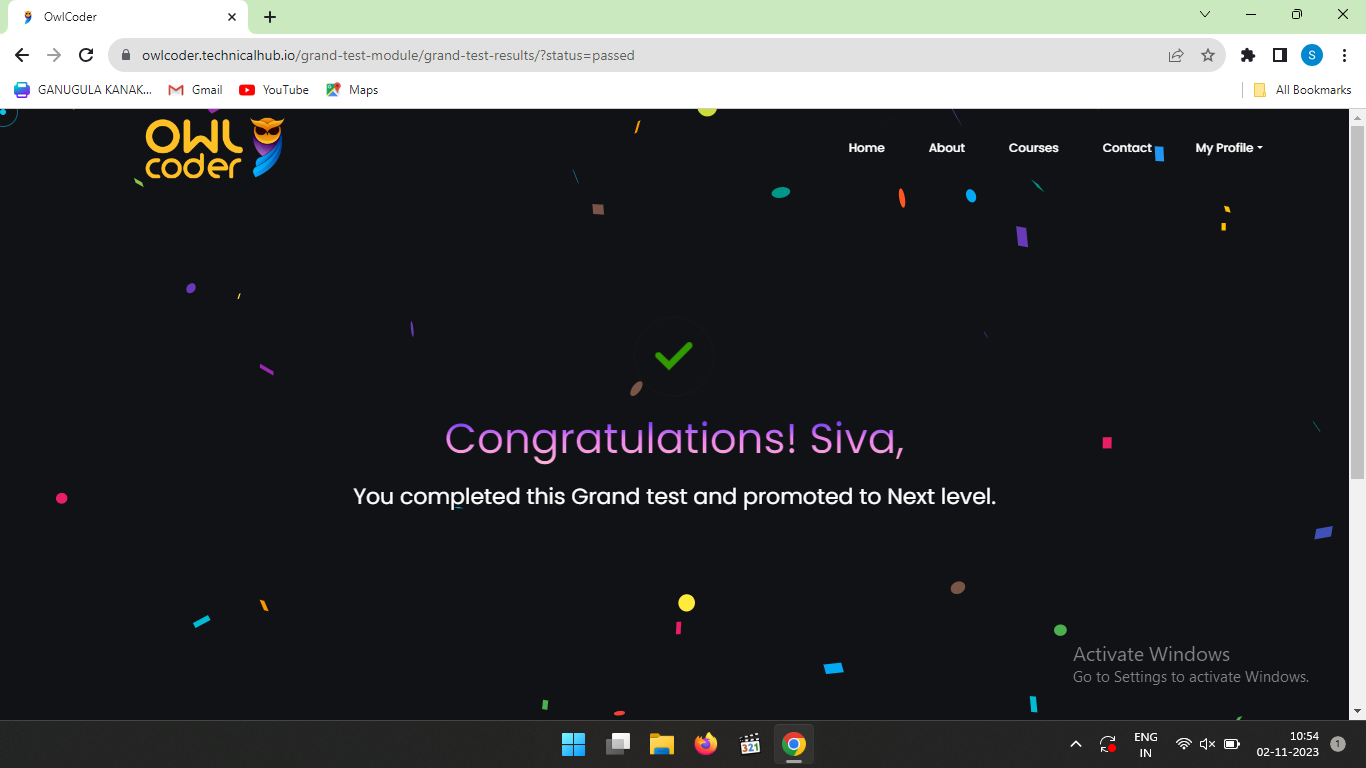 OwlCoder
owlcoder.technicalhub.io/grand-test-module/grand-test-results/?status=passed
S
GANUGULA KANAK...
Gmail
YouTube
Maps
All Bookmarks
OWL
coder
Home
About
Courses
Contact
My Profile
Congratulations! Siva,
You completed this Grand test and promoted to Next level.
Activate Windows
Go to Settings to activate Windows.
321
ENG
IN
10:54
02-11-2023
1